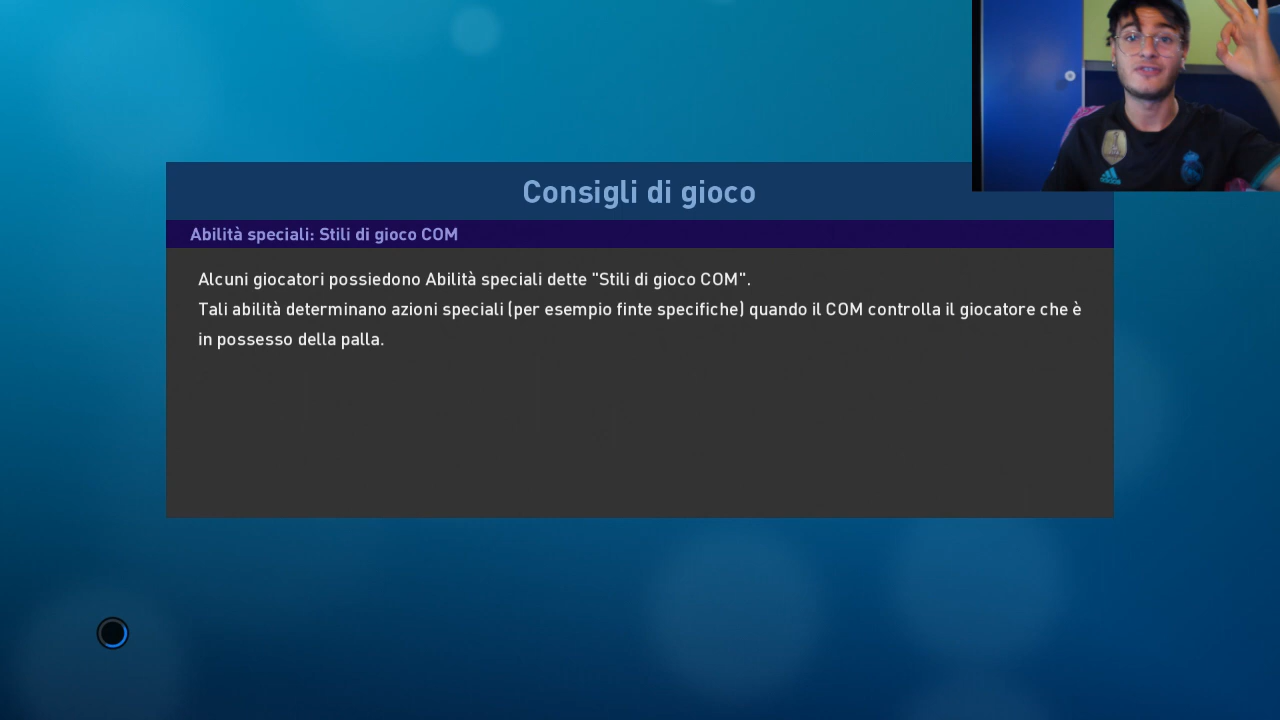 Consigli di gioco
Abilità speciali: Stili di gioco COM
Alcuni giocatori possiedono Abilità speciali dette "Stili di gioco COM".
Tali abilità determinano azioni speciali (per esempio finte specifiche) quando il COM controlla il giocatore che è
in possesso della palla.
adidas